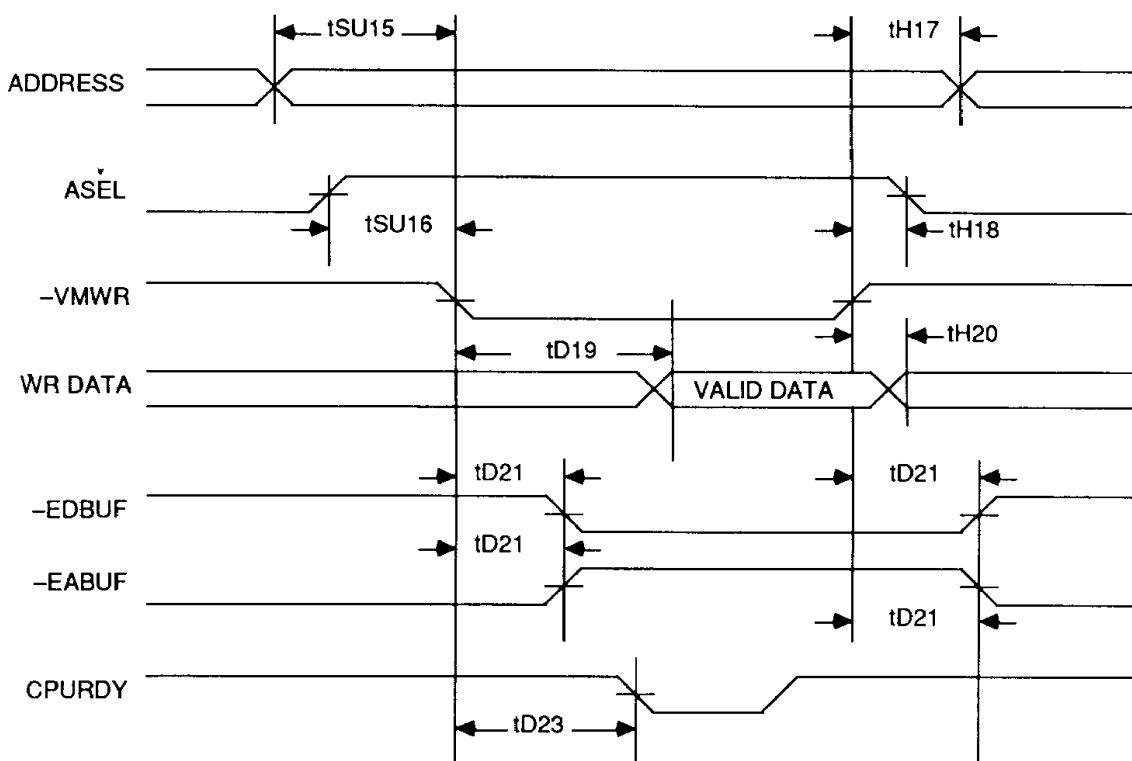 tSU15
tH17
ADDRESS
ASEL
tSU16
tH18
–VMWR
tD19
tH20
WR DATA
VALID DATA
tD21
tD21
–EDBUF
tD21
–EABUF
tD21
CPURDY
tD23